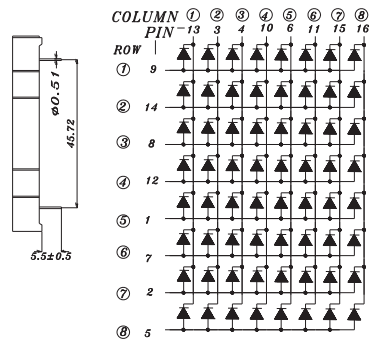 COLUMN ① ② ③ ④ ⑤ ⑥ ⑦ ⑧
PIN 13 3 4 10 6 11 15 16
ROW
① 9
② 14
③ 8
④ 12
⑤ 1
⑥ 7
⑦ 2
⑧ 5
ø0.51
45.72
5.5±0.5